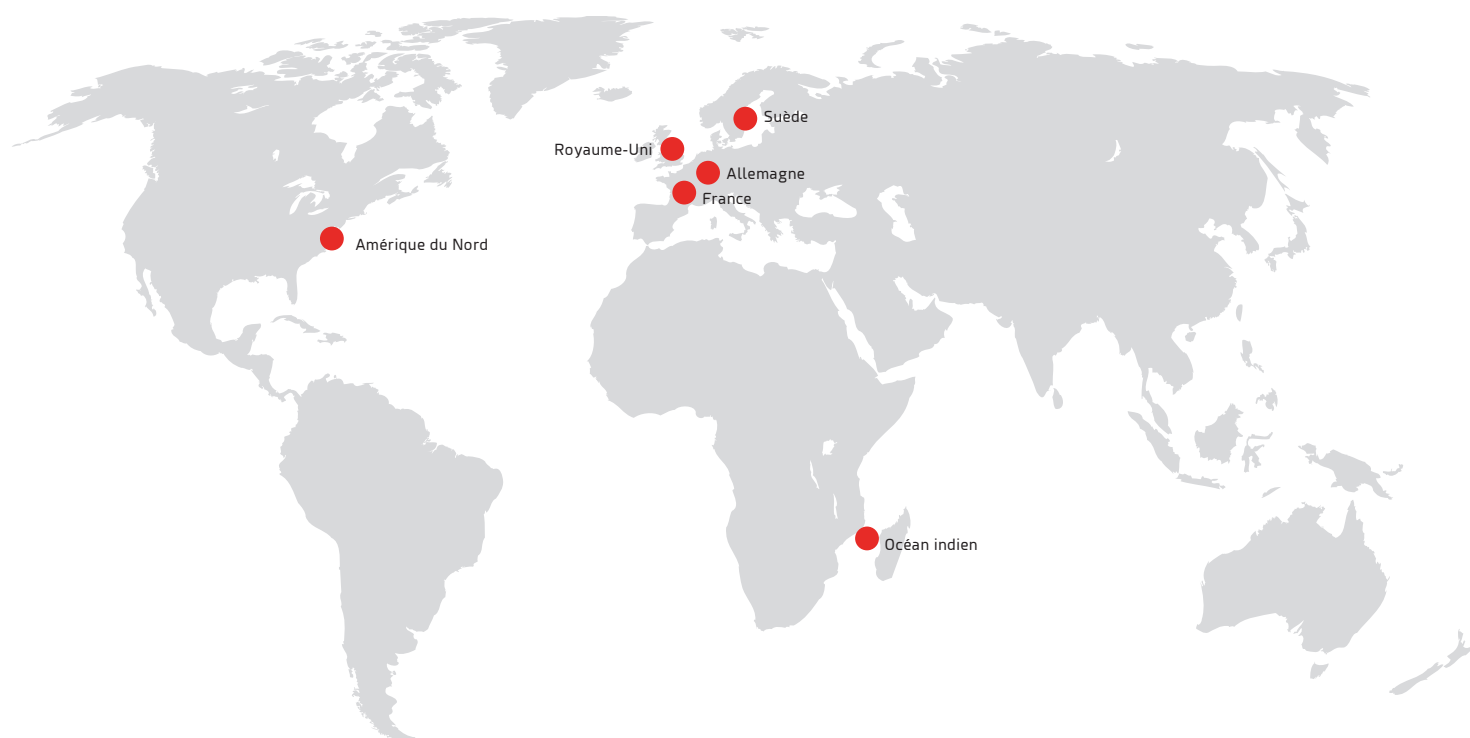 Suède
Royaume-Uni
Allemagne
France
Amérique du Nord
Océan indien